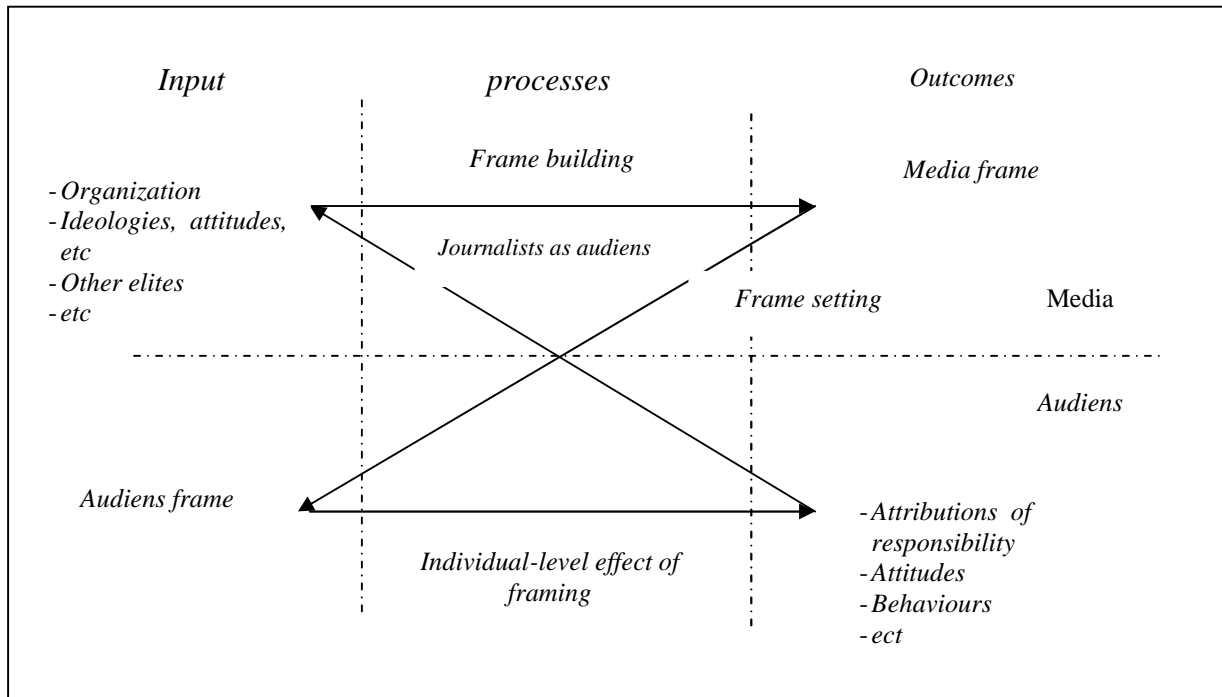 Input
processes
Outcomes
Frame building
Media frame
- Organization
- Ideologies, attitudes,
etc
- Other elites
- etc
Journalists as audiens
Frame setting
Media
Audiens
Audiens frame
Individual-level effect of
framing
- Attributions of
responsibility
- Attitudes
- Behaviours
- ect